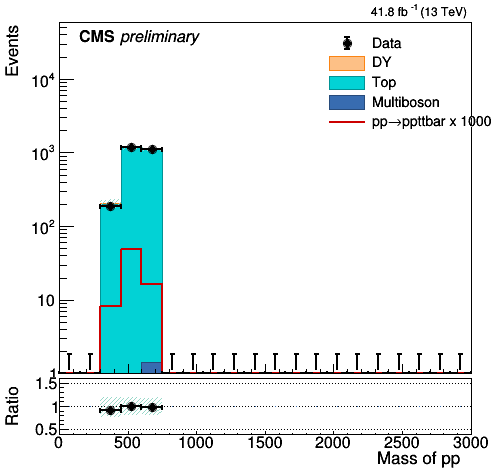 41.8 fb⁻¹ (13 TeV)
CMS preliminary
Events
Data
DY
Top
Multiboson
pp→ppttbar x 1000
10⁴
10³
10²
10
1
Ratio
1.5
1
0.5
0 500 1000 1500 2000 2500 3000
Mass of pp